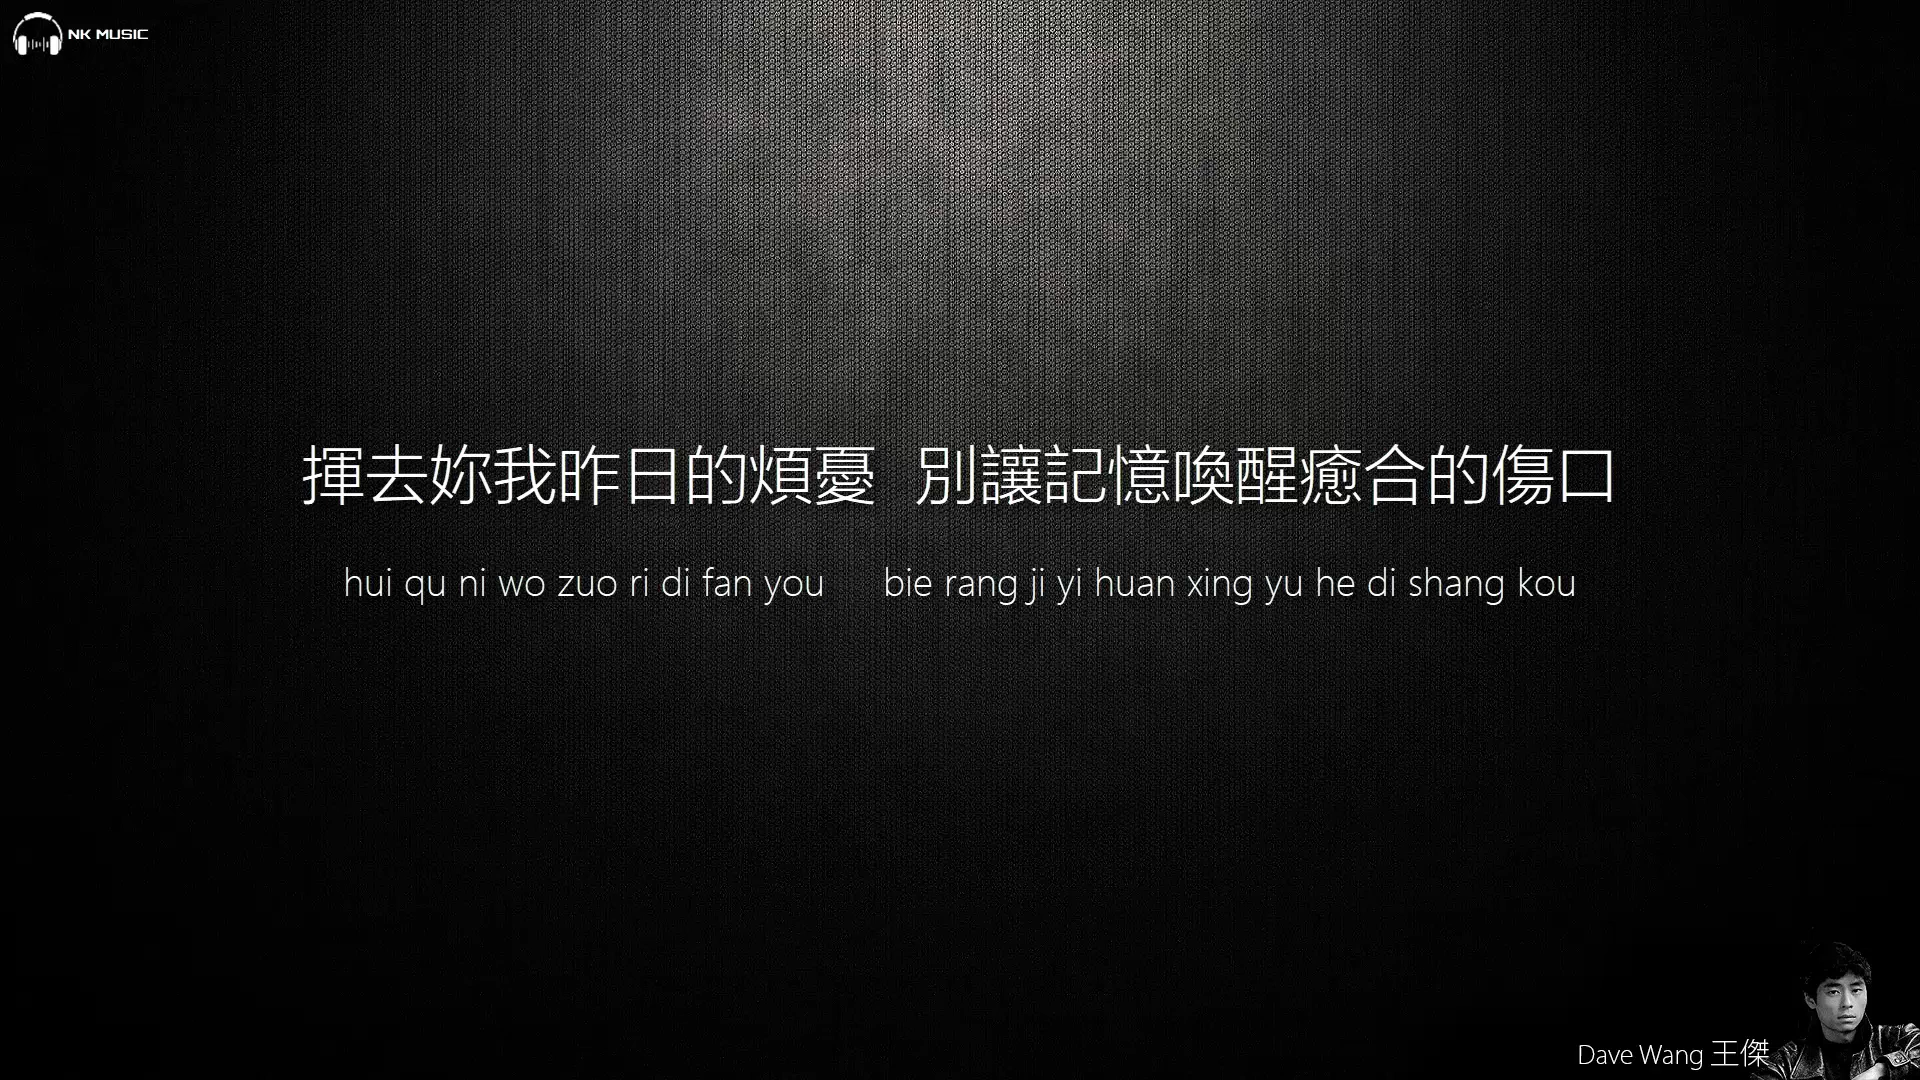 NK MUSIC
揮去妳我昨日的煩憂 別讓記憶喚醒癒合的傷口
hui qu ni wo zuo ri di fan you bie rang ji yi huan xing yu he di shang kou
Dave Wang 王傑